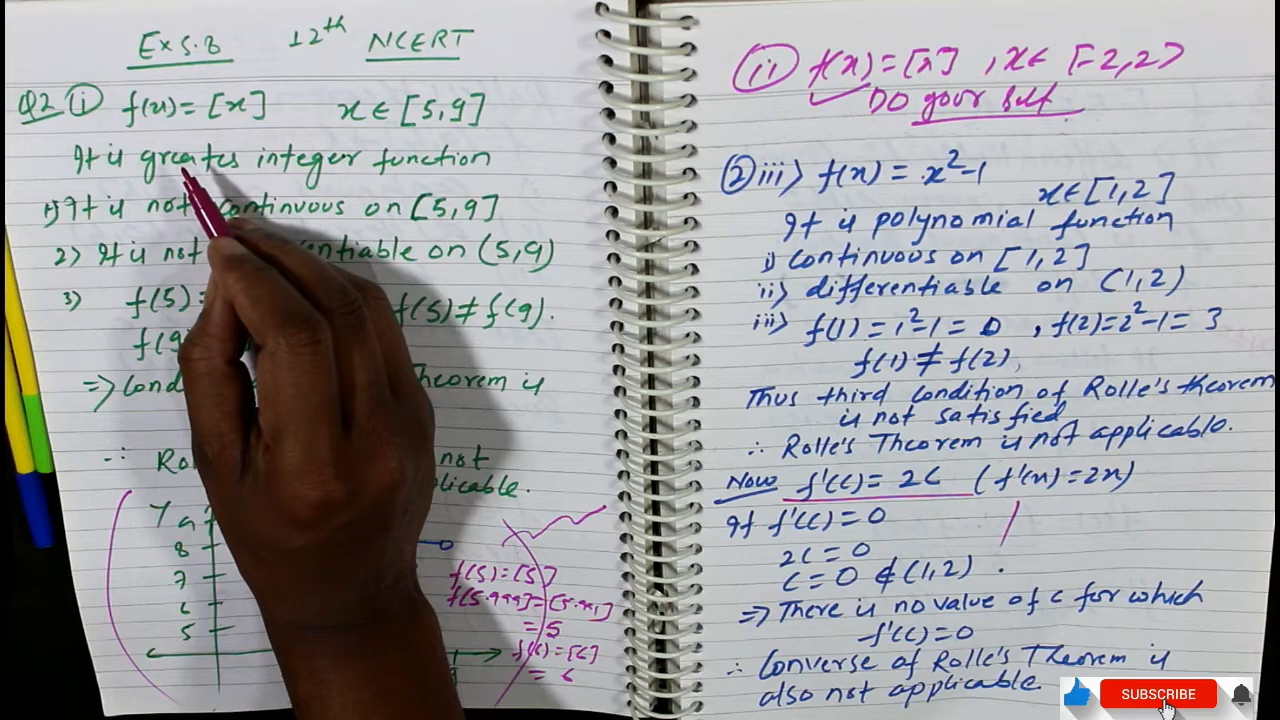 Ex 5.8 12th NCERT
Q2 (i) f(x) = [x] x ∈ [5,9]
It is greates integer function
1) It is not continuous on [5,9]
2) It is not entiable on (5,9)
3) f(5) = f(5) ≠ f(9).
f(9
=> Cond Theorem is
∴ Ro not
plicable.
Y
9
8
7
6
5
f(5) = [5]
= 5
f(6) = [6]
= 6
(ii) f(x) = [x] , x ∈ [-2,2]
Do your self
(2) iii) f(x) = x²-1
x ∈ [1,2]
It is polynomial function
i) continuous on [1,2]
ii) differentiable on (1,2)
iii) f(1) = 1²-1 = 0 , f(2) = 2²-1 = 3
f(1) ≠ f(2),
Thus third condition of Rolle's theorem
is not satisfied
∴ Rolle's Theorem is not applicable.
Now f'(c) = 2c (f'(x) = 2x)
If f'(c) = 0
2c = 0
c = 0 ∉ (1,2) .
=> There is no value of c for which
f'(c) = 0
∴ Converse of Rolle's Theorem is
also not applicable.
SUBSCRIBE